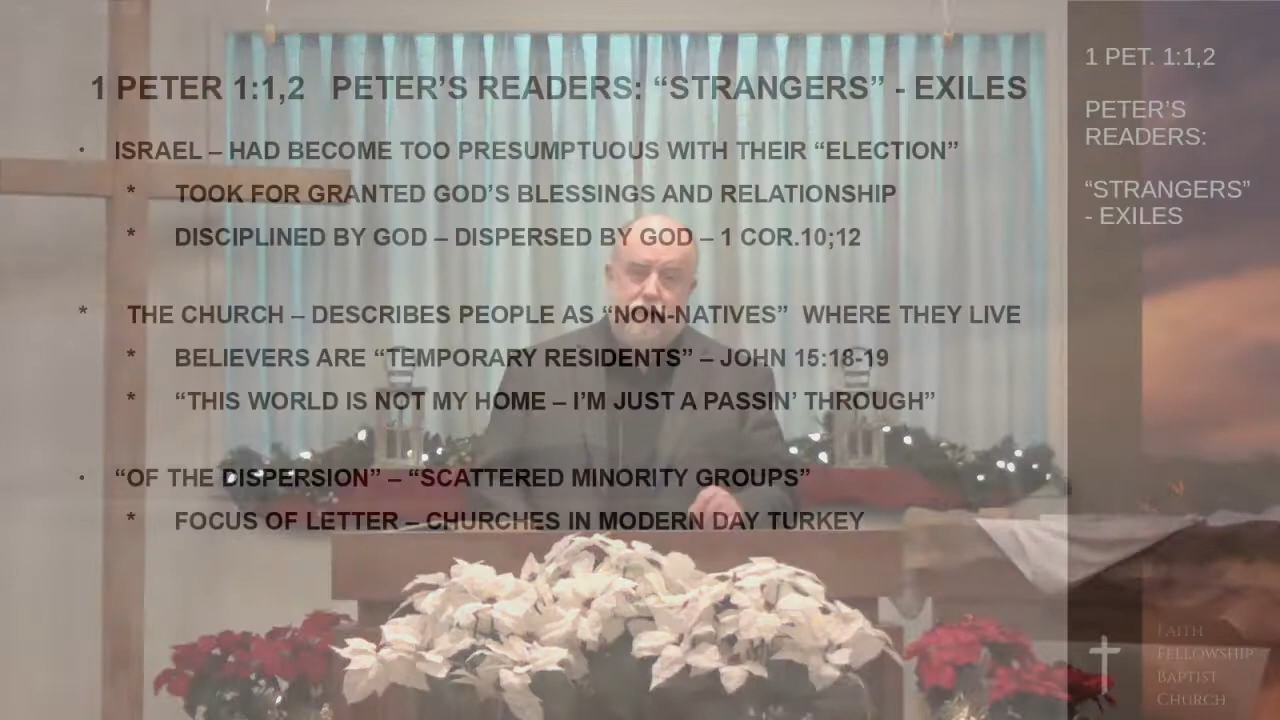 1 PETER 1:1,2 PETER’S READERS: “STRANGERS” - EXILES
· ISRAEL – HAD BECOME TOO PRESUMPTUOUS WITH THEIR “ELECTION”
* TOOK FOR GRANTED GOD’S BLESSINGS AND RELATIONSHIP
* DISCIPLINED BY GOD – DISPERSED BY GOD – 1 COR.10;12
* THE CHURCH – DESCRIBES PEOPLE AS “NON-NATIVES” WHERE THEY LIVE
* BELIEVERS ARE “TEMPORARY RESIDENTS” – JOHN 15:18-19
* “THIS WORLD IS NOT MY HOME – I’M JUST A PASSIN’ THROUGH”
· “OF THE DISPERSION” – “SCATTERED MINORITY GROUPS”
* FOCUS OF LETTER – CHURCHES IN MODERN DAY TURKEY
1 PET. 1:1,2
PETER’S
READERS:
“STRANGERS”
- EXILES
FAITH
FELLOWSHIP
BAPTIST
CHURCH